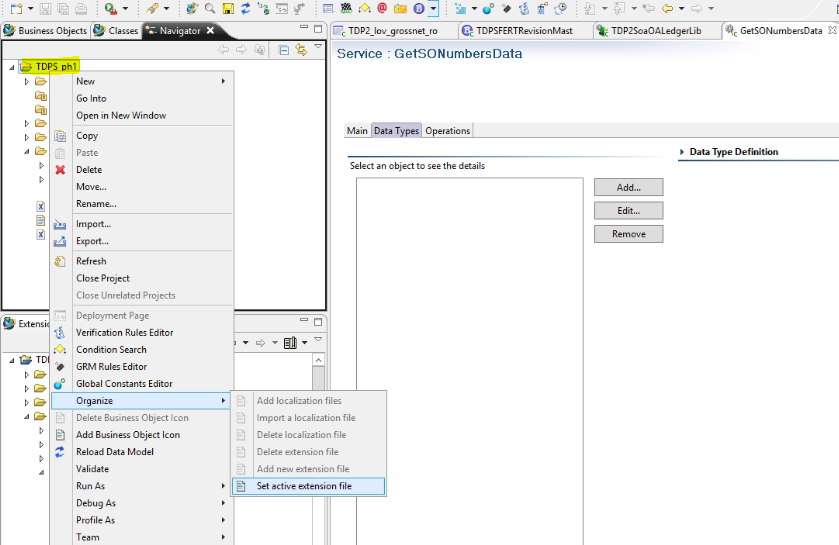 Business Objects
Classes
Navigator
TDP2_lov_grossnet_ro
TDPSFERTRevisionMast
TDP2SoaOALedgerLib
GetSONumbersData
Service : GetSONumbersData
TDPS_ph1
New
Go Into
Open in New Window
Copy
Paste
Delete
Move...
Rename...
Import...
Export...
Refresh
Close Project
Close Unrelated Projects
Deployment Page
Verification Rules Editor
Condition Search
GRM Rules Editor
Global Constants Editor
Organize
Delete Business Object Icon
Add Business Object Icon
Reload Data Model
Validate
Run As
Debug As
Profile As
Team
Extensio
TDP
Add localization files
Import a localization file
Delete localization file
Delete extension file
Add new extension file
Set active extension file
Main
Data Types
Operations
Select an object to see the details
Add...
Edit...
Remove
Data Type Definition